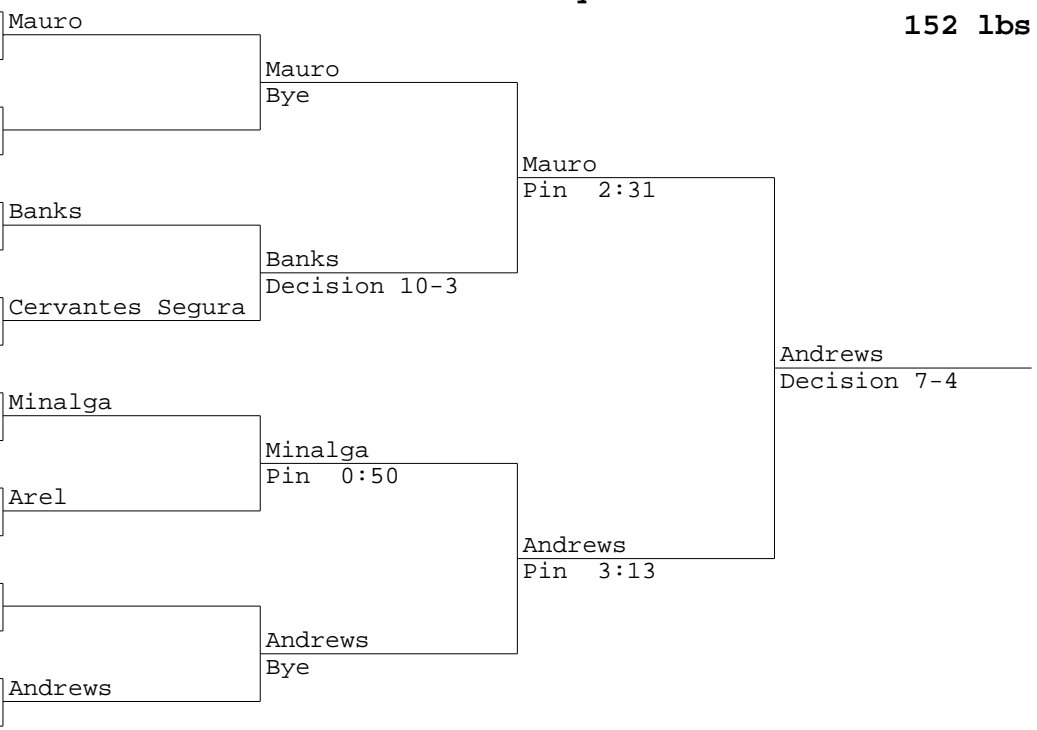 152 lbs
Mauro
Mauro
Bye
Mauro
Pin 2:31
Banks
Banks
Decision 10-3
Cervantes Segura
Andrews
Decision 7-4
Minalga
Minalga
Pin 0:50
Arel
Andrews
Pin 3:13
Andrews
Bye
Andrews